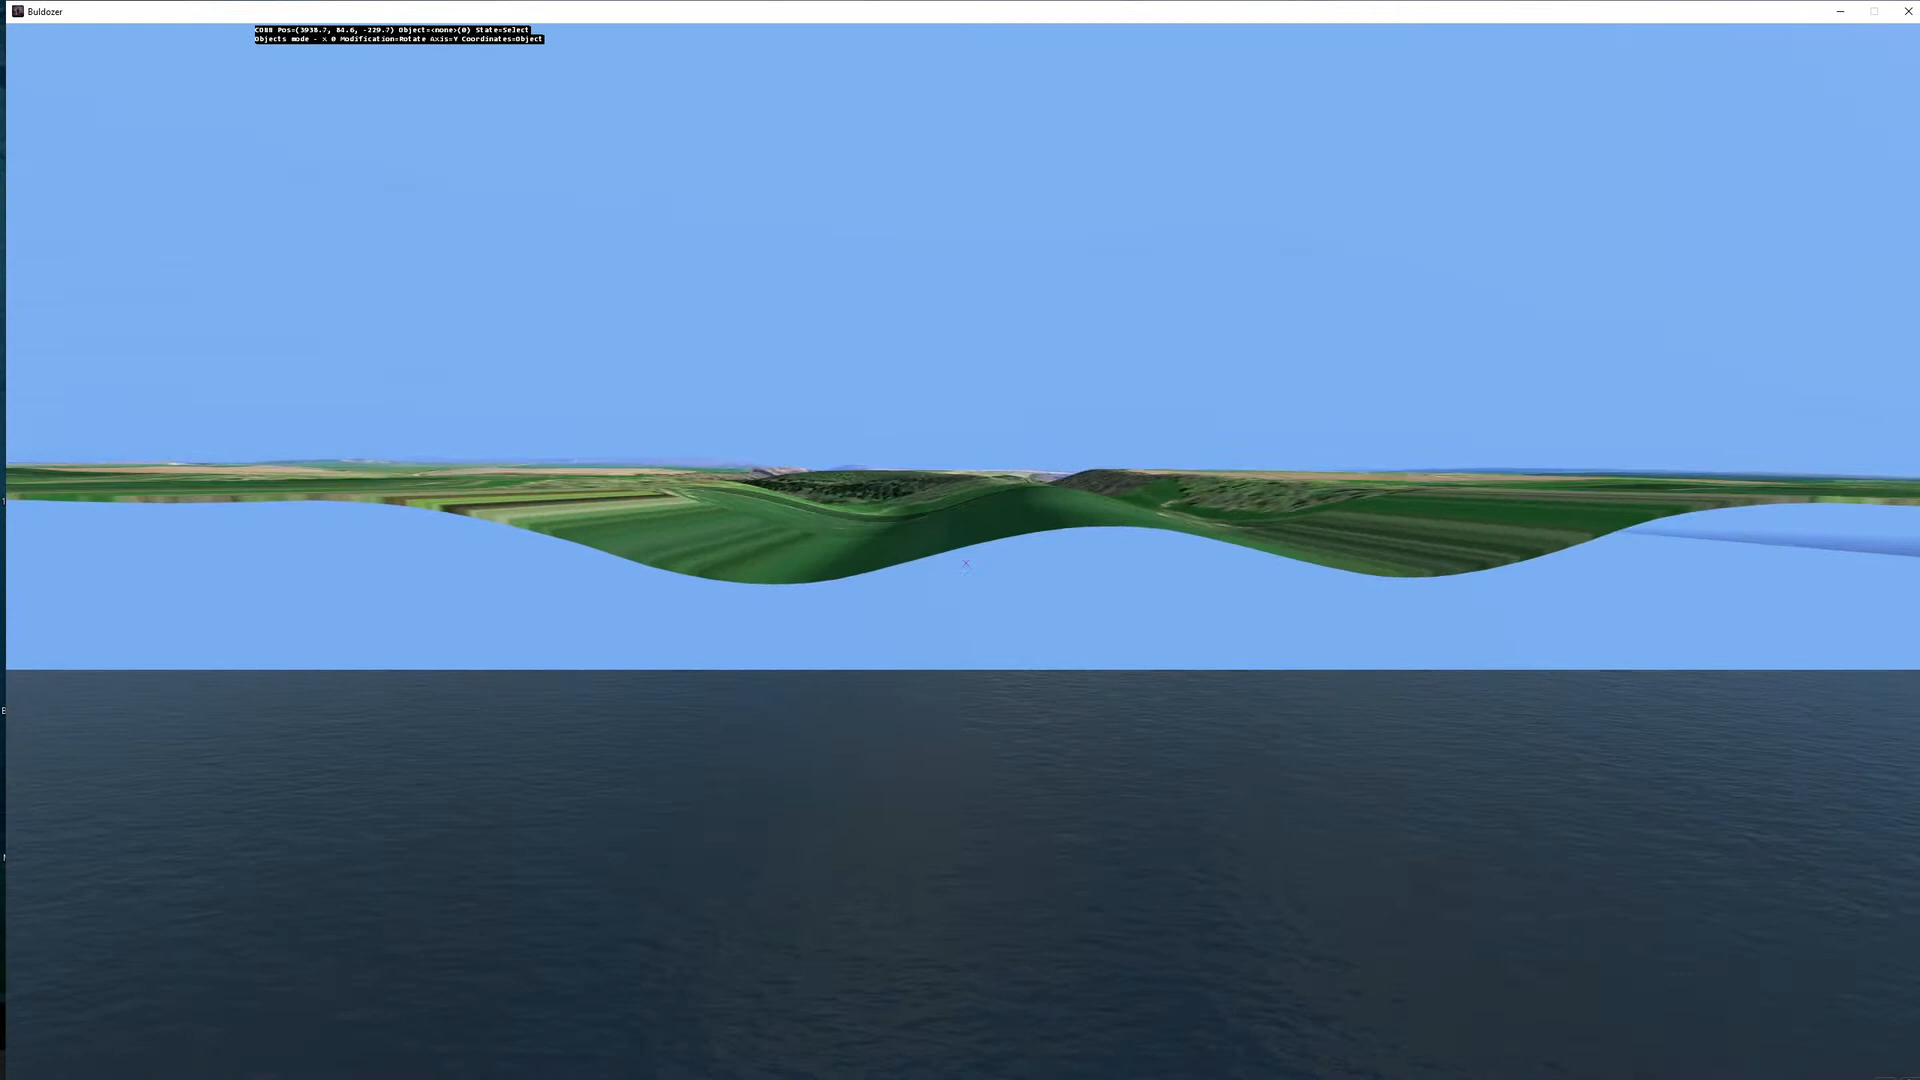 Buldozer
CONN Pos=(3938.7, 84.6, -229.7) Object=<none>(0) State=Select
Objects mode - x 0 Modification=Rotate Axis=Y Coordinates=Object